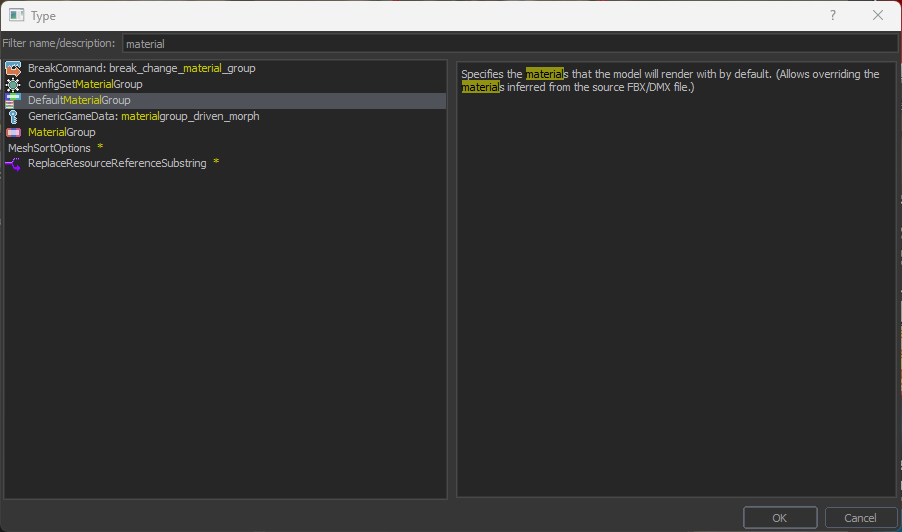 Type
Filter name/description: material
BreakCommand: break_change_material_group
ConfigSetMaterialGroup
DefaultMaterialGroup
GenericGameData: materialgroup_driven_morph
MaterialGroup
MeshSortOptions *
ReplaceResourceReferenceSubstring *
Specifies the materials that the model will render with by default. (Allows overriding the
materials inferred from the source FBX/DMX file.)
OK Cancel